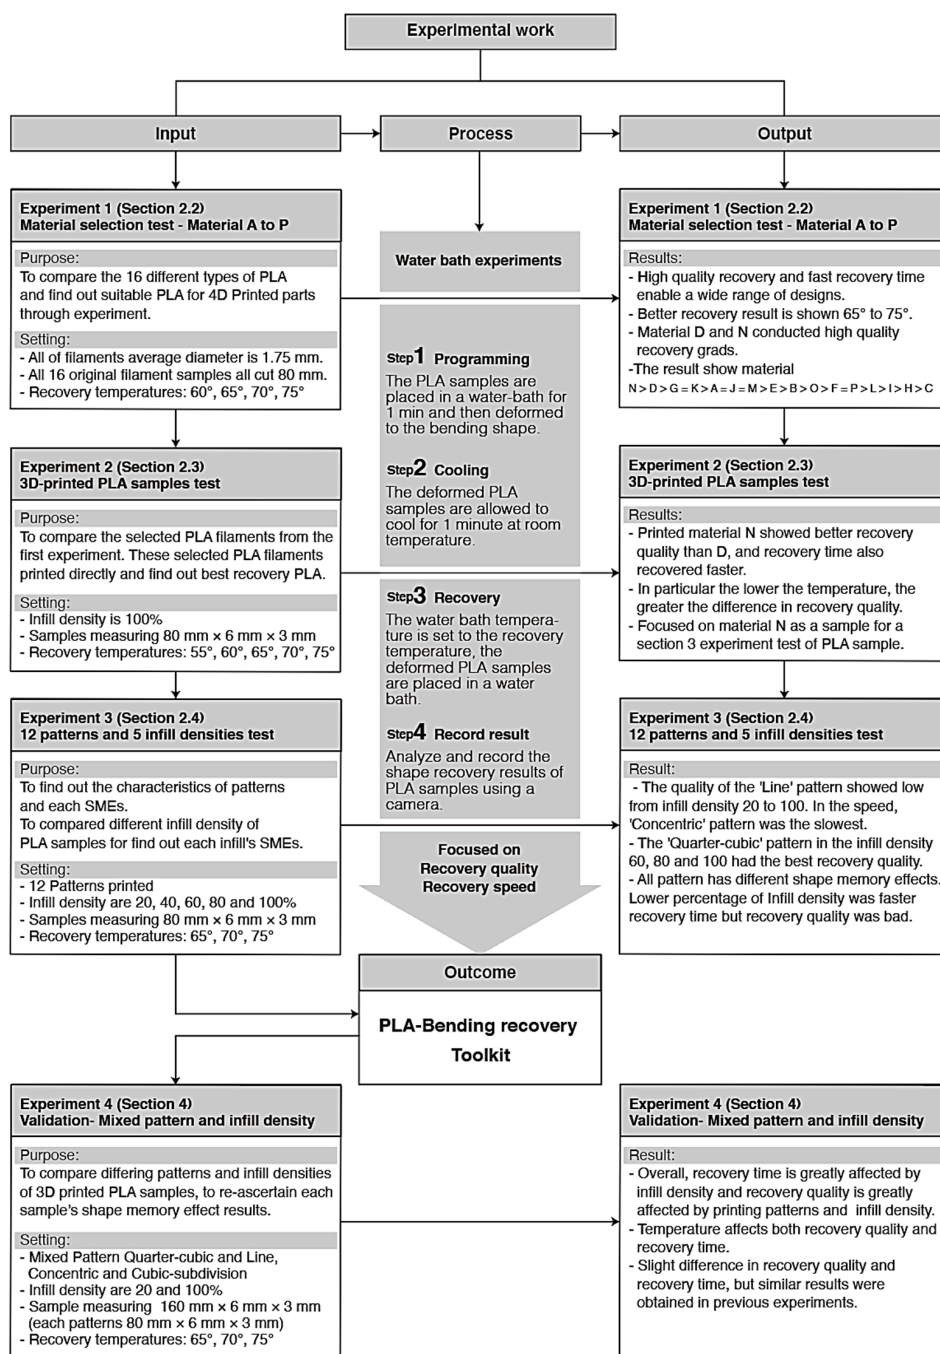 Experimental work
Input
Process
Output
Experiment 1 (Section 2.2)
Material selection test - Material A to P
Purpose:
To compare the 16 different types of PLA
and find out suitable PLA for 4D Printed parts
through experiment.
Setting:
- All of filaments average diameter is 1.75 mm.
- All 16 original filament samples all cut 80 mm.
- Recovery temperatures: 60°, 65°, 70°, 75°
Experiment 2 (Section 2.3)
3D-printed PLA samples test
Purpose:
To compare the selected PLA filaments from the
first experiment. These selected PLA filaments
printed directly and find out best recovery PLA.
Setting:
- Infill density is 100%
- Samples measuring 80 mm × 6 mm × 3 mm
- Recovery temperatures: 55°, 60°, 65°, 70°, 75°
Experiment 3 (Section 2.4)
12 patterns and 5 infill densities test
Purpose:
To find out the characteristics of patterns
and each SMEs.
To compared different infill density of
PLA samples for find out each infill's SMEs.
Setting:
- 12 Patterns printed
- Infill density are 20, 40, 60, 80 and 100%
- Samples measuring 80 mm × 6 mm × 3 mm
- Recovery temperatures: 65°, 70°, 75°
Water bath experiments
Step1 Programming
The PLA samples are
placed in a water-bath for
1 min and then deformed
to the bending shape.
Step2 Cooling
The deformed PLA
samples are allowed to
cool for 1 minute at room
temperature.
Step3 Recovery
The water bath tempera-
ture is set to the recovery
temperature, the
deformed PLA samples
are placed in a water
bath.
Step4 Record result
Analyze and record the
shape recovery results of
PLA samples using a
camera.
Focused on
Recovery quality
Recovery speed
Experiment 1 (Section 2.2)
Material selection test - Material A to P
Results:
- High quality recovery and fast recovery time
enable a wide range of designs.
- Better recovery result is shown 65° to 75°.
- Material D and N conducted high quality
recovery grads.
-The result show material
N > D > G = K > A = J = M > E > B > O > F = P > L > I > H > C
Experiment 2 (Section 2.3)
3D-printed PLA samples test
Results:
- Printed material N showed better recovery
quality than D, and recovery time also
recovered faster.
- In particular the lower the temperature, the
greater the difference in recovery quality.
- Focused on material N as a sample for a
section 3 experiment test of PLA sample.
Experiment 3 (Section 2.4)
12 patterns and 5 infill densities test
Result:
- The quality of the 'Line' pattern showed low
from infill density 20 to 100. In the speed,
'Concentric' pattern was the slowest.
- The 'Quarter-cubic' pattern in the infill density
60, 80 and 100 had the best recovery quality.
- All pattern has different shape memory effects.
Lower percentage of Infill density was faster
recovery time but recovery quality was bad.
Outcome
PLA-Bending recovery
Toolkit
Experiment 4 (Section 4)
Validation- Mixed pattern and infill density
Purpose:
To compare differing patterns and infill densities
of 3D printed PLA samples, to re-ascertain each
sample's shape memory effect results.
Setting:
- Mixed Pattern Quarter-cubic and Line,
Concentric and Cubic-subdivision
- Infill density are 20 and 100%
- Sample measuring 160 mm × 6 mm × 3 mm
(each patterns 80 mm × 6 mm × 3 mm)
- Recovery temperatures: 65°, 70°, 75°
Experiment 4 (Section 4)
Validation- Mixed pattern and infill density
Result:
- Overall, recovery time is greatly affected by
infill density and recovery quality is greatly
affected by printing patterns and infill density.
- Temperature affects both recovery quality and
recovery time.
- Slight difference in recovery quality and
recovery time, but similar results were
obtained in previous experiments.